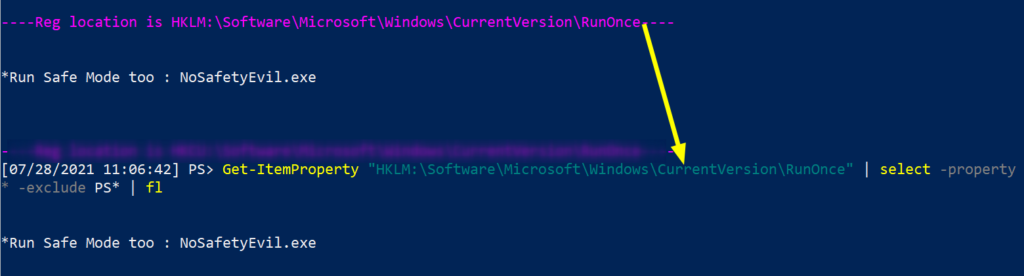 ----Reg location is HKLM:\Software\Microsoft\Windows\CurrentVersion\RunOnce----
*Run Safe Mode too : NoSafetyEvil.exe
[07/28/2021 11:06:42] PS> Get-ItemProperty "HKLM:\Software\Microsoft\Windows\CurrentVersion\RunOnce" | select -property
* -exclude PS* | fl
*Run Safe Mode too : NoSafetyEvil.exe